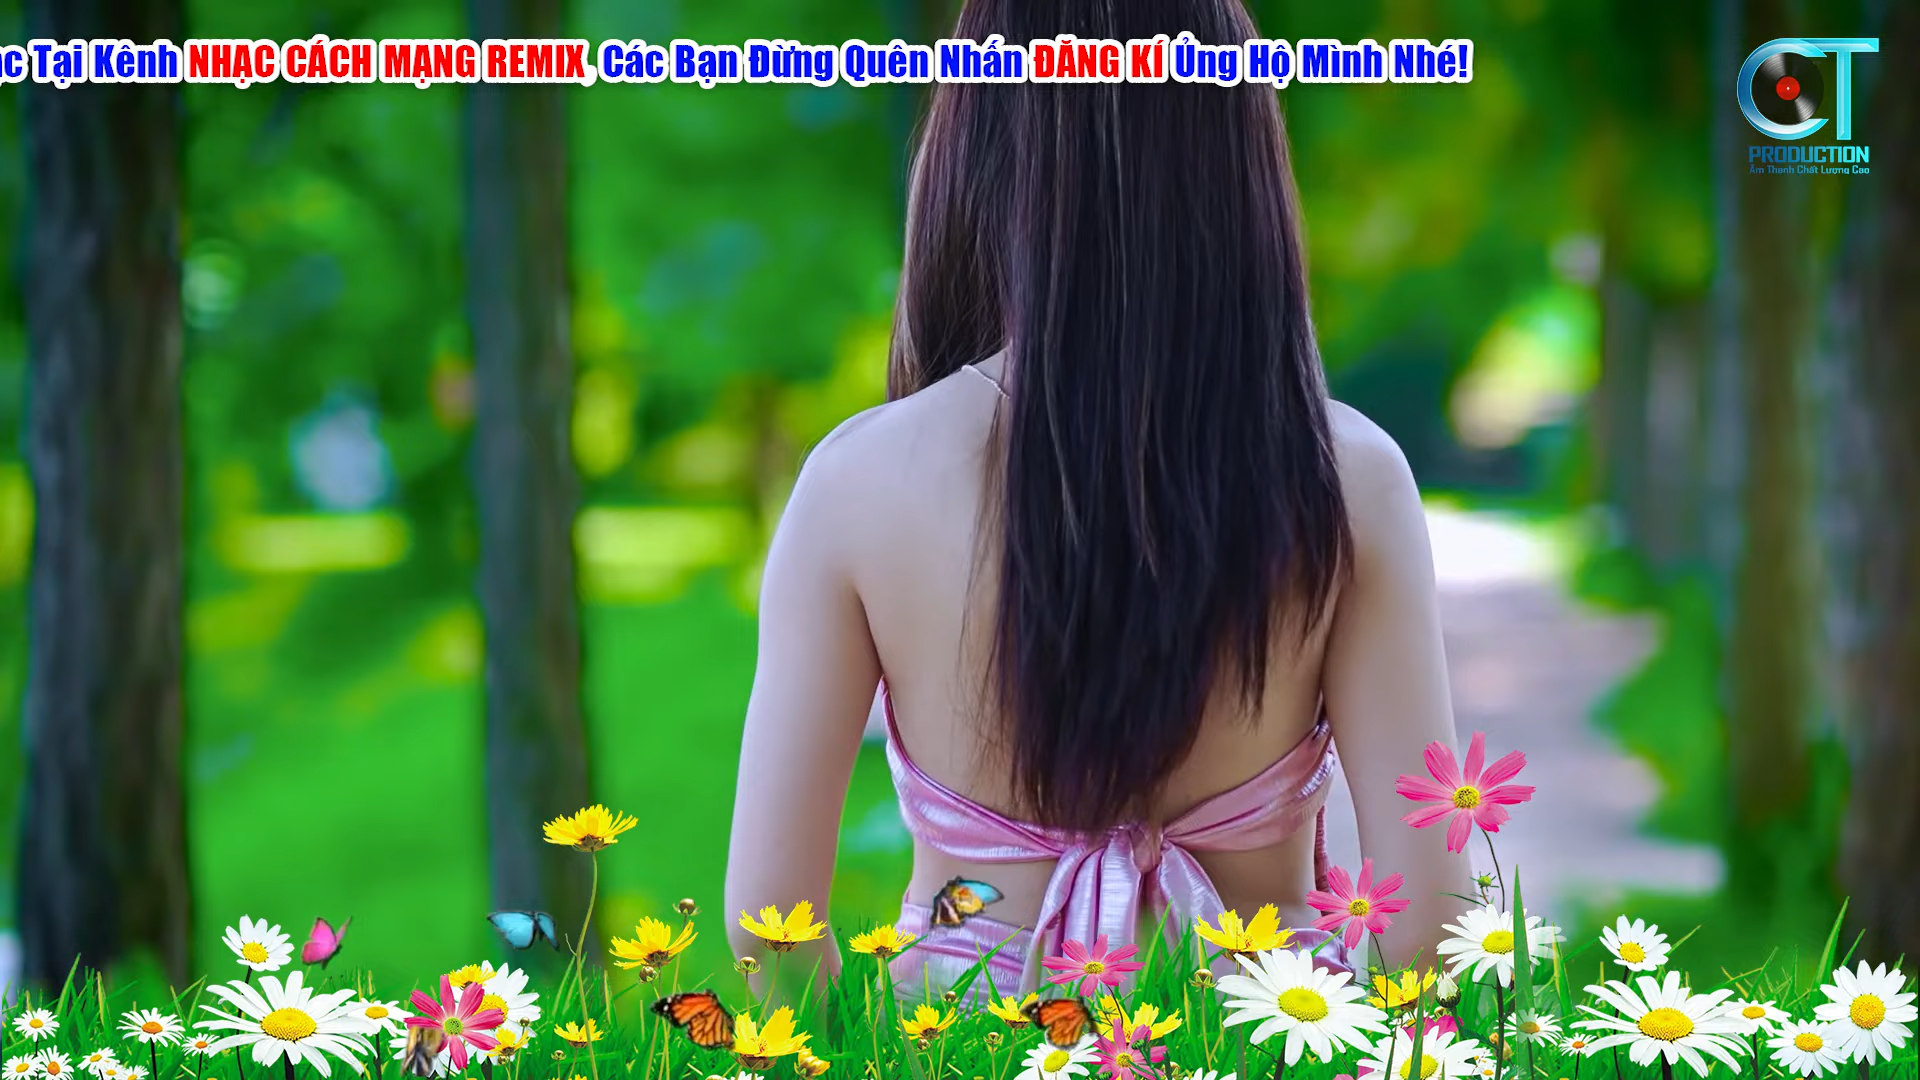 Tại Kênh NHẠC CÁCH MẠNG REMIX, Các Bạn Đừng Quên Nhấn ĐĂNG KÍ Ủng Hộ Mình Nhé!
CT
PRODUCTION
Âm Thanh Chất Lượng Cao